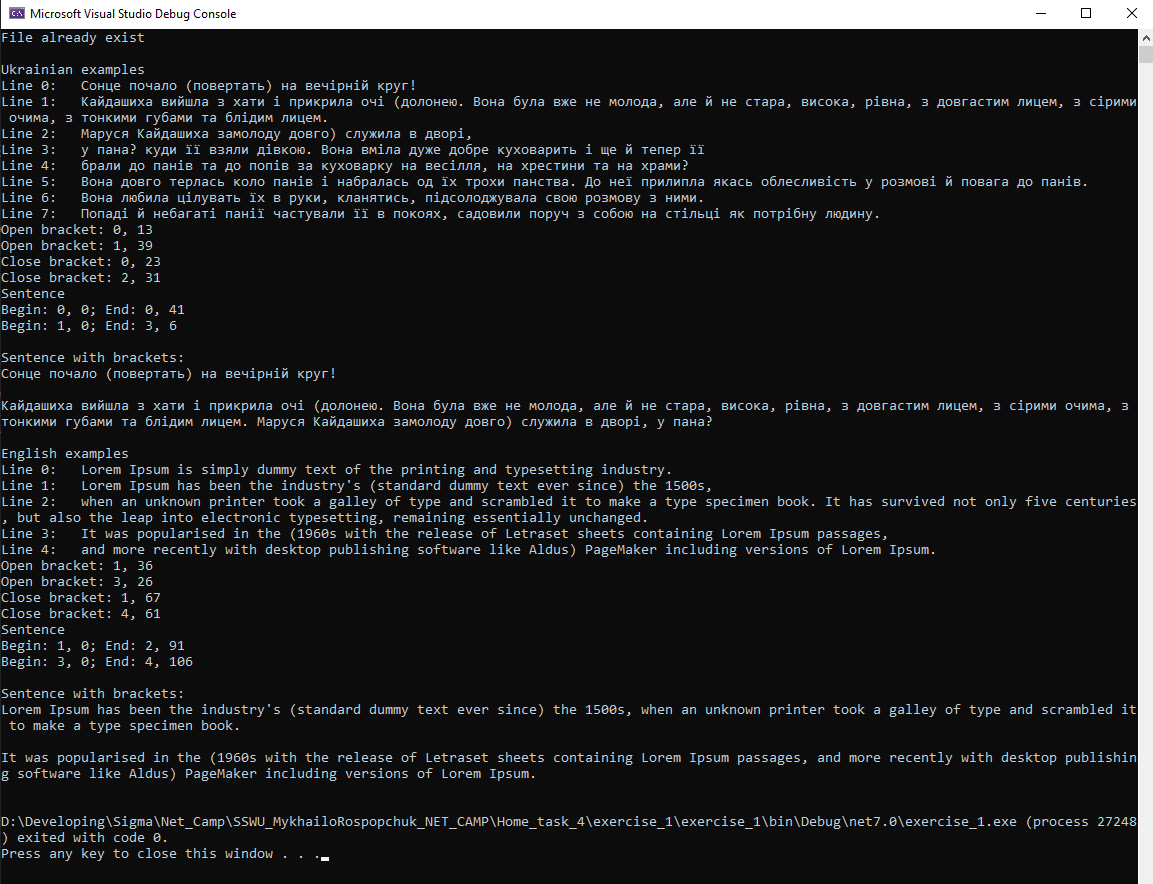 Microsoft Visual Studio Debug Console
File already exist
Ukrainian examples
Line 0:   Сонце почало (повертать) на вечірній круг!
Line 1:   Кайдашиха вийшла з хати і прикрила очі (долонею. Вона була вже не молода, але й не стара, висока, рівна, з довгастим лицем, з сірими
очима, з тонкими губами та блідим лицем.
Line 2:   Маруся Кайдашиха замолоду довго) служила в дворі,
Line 3:   у пана? куди її взяли дівкою. Вона вміла дуже добре куховарить і ще й тепер її
Line 4:   брали до панів та до попів за куховарку на весілля, на хрестини та на храми?
Line 5:   Вона довго терлась коло панів і набралась од їх трохи панства. До неї прилипла якась облесливість у розмові й повага до панів.
Line 6:   Вона любила цілувать їх в руки, кланятись, підсолоджувала свою розмову з ними.
Line 7:   Попаді й небагаті панії частували її в покоях, садовили поруч з собою на стільці як потрібну людину.
Open bracket: 0, 13
Open bracket: 1, 39
Close bracket: 0, 23
Close bracket: 2, 31
Sentence
Begin: 0, 0; End: 0, 41
Begin: 1, 0; End: 3, 6
Sentence with brackets:
Сонце почало (повертать) на вечірній круг!
Кайдашиха вийшла з хати і прикрила очі (долонею. Вона була вже не молода, але й не стара, висока, рівна, з довгастим лицем, з сірими очима, з
тонкими губами та блідим лицем. Маруся Кайдашиха замолоду довго) служила в дворі, у пана?
English examples
Line 0:   Lorem Ipsum is simply dummy text of the printing and typesetting industry.
Line 1:   Lorem Ipsum has been the industry's (standard dummy text ever since) the 1500s,
Line 2:   when an unknown printer took a galley of type and scrambled it to make a type specimen book. It has survived not only five centuries
, but also the leap into electronic typesetting, remaining essentially unchanged.
Line 3:   It was popularised in the (1960s with the release of Letraset sheets containing Lorem Ipsum passages,
Line 4:   and more recently with desktop publishing software like Aldus) PageMaker including versions of Lorem Ipsum.
Open bracket: 1, 36
Open bracket: 3, 26
Close bracket: 1, 67
Close bracket: 4, 61
Sentence
Begin: 1, 0; End: 2, 91
Begin: 3, 0; End: 4, 106
Sentence with brackets:
Lorem Ipsum has been the industry's (standard dummy text ever since) the 1500s, when an unknown printer took a galley of type and scrambled it
to make a type specimen book.
It was popularised in the (1960s with the release of Letraset sheets containing Lorem Ipsum passages, and more recently with desktop publishin
g software like Aldus) PageMaker including versions of Lorem Ipsum.
D:\Developing\Sigma\Net_Camp\SSWU_MykhailoRospopchuk_NET_CAMP\Home_task_4\exercise_1\exercise_1\bin\Debug\net7.0\exercise_1.exe (process 27248
) exited with code 0.
Press any key to close this window . . .